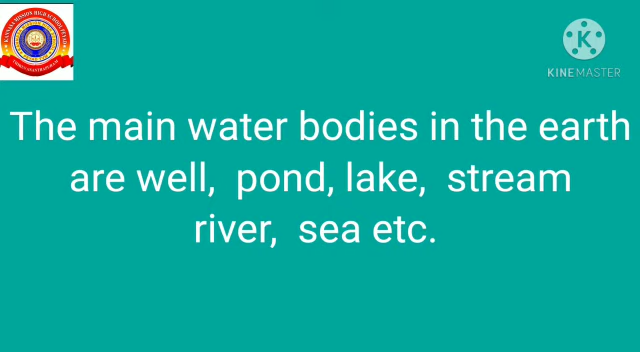 KINEMASTER
The main water bodies in the earth
are well, pond, lake, stream
river, sea etc.